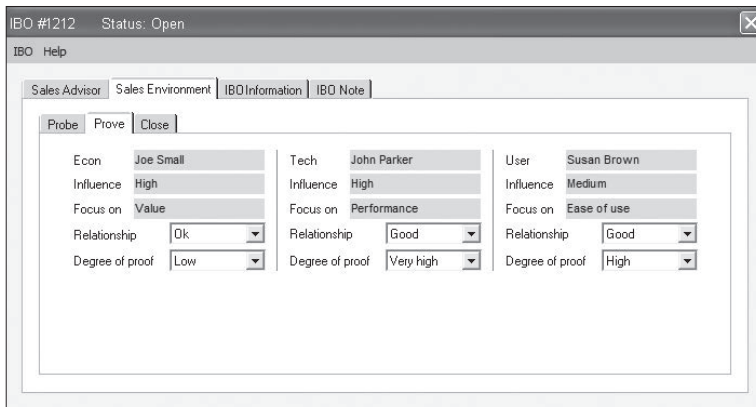 IBO #1212 Status: Open
IBO Help
Sales Advisor Sales Environment IBO Information IBO Note
Probe Prove Close
Econ Joe Small Tech John Parker User Susan Brown
Influence High Influence High Influence Medium
Focus on Value Focus on Performance Focus on Ease of use
Relationship Ok Relationship Good Relationship Good
Degree of proof Low Degree of proof Very high Degree of proof High